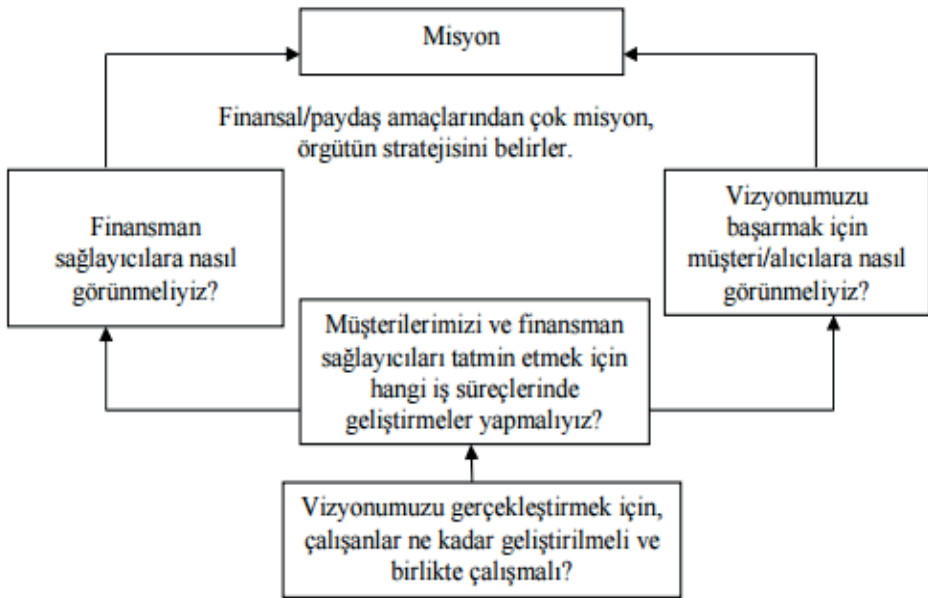 Misyon
Finansal/paydaş amaçlarından çok misyon,
örgütün stratejisini belirler.
Finansman
sağlayıcılara nasıl
görünmeliyiz?
Vizyonumuzu
başarmak için
müşteri/alıcılara nasıl
görünmeliyiz?
Müşterilerimizi ve finansman
sağlayıcıları tatmin etmek için
hangi iş süreçlerinde
geliştirmeler yapmalıyız?
Vizyonumuzu gerçekleştirmek için,
çalışanlar ne kadar geliştirilmeli ve
birlikte çalışmalı?